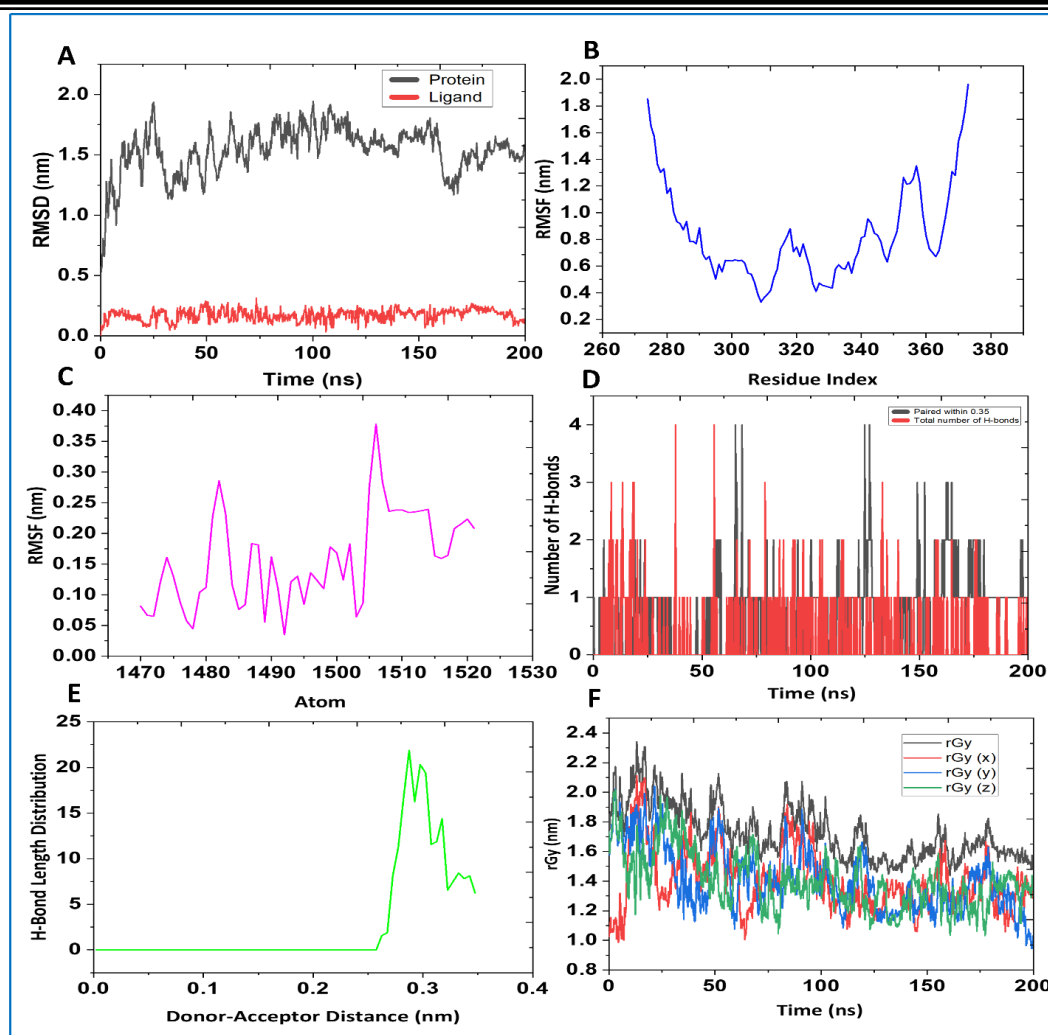 A
Protein
Ligand
2.0
1.5
1.0
0.5
0.0
RMSD (nm)
0 50 100 150 200
Time (ns)
B
2.0
1.8
1.6
1.4
1.2
1.0
0.8
0.6
0.4
0.2
RMSF (nm)
260 280 300 320 340 360 380
Residue Index
C
0.40
0.35
0.30
0.25
0.20
0.15
0.10
0.05
0.00
RMSF (nm)
1470 1480 1490 1500 1510 1520 1530
Atom
D
Paired within 0.35
Total number of H-bonds
4
3
2
1
0
Number of H-bonds
0 50 100 150 200
Time (ns)
E
25
20
15
10
5
0
H-Bond Length Distribution
0.0 0.1 0.2 0.3 0.4
Donor-Acceptor Distance (nm)
F
rGy
rGy (x)
rGy (y)
rGy (z)
2.4
2.2
2.0
1.8
1.6
1.4
1.2
1.0
0.8
rGy (nm)
0 50 100 150 200
Time (ns)